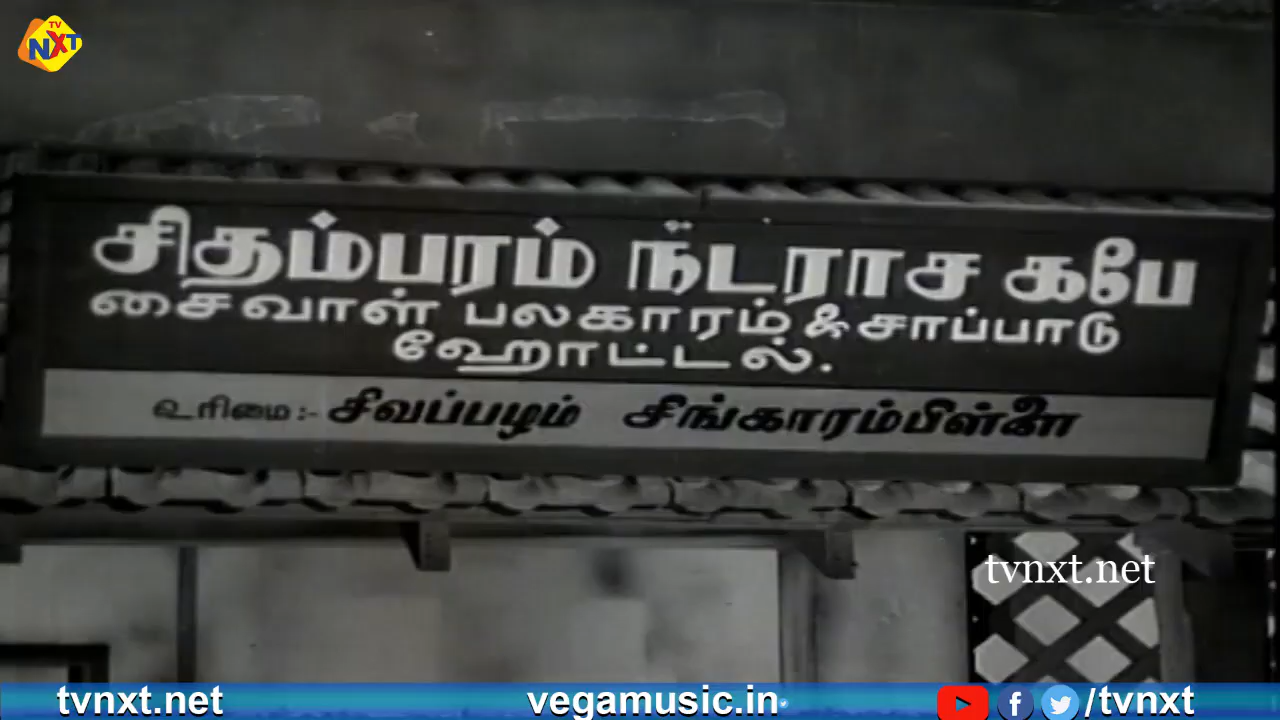 TV
NXT
சிதம்பரம் நடராச கபே
சைவாள் பலகாரம் & சாப்பாடு
ஹோட்டல்.
உரிமை:- சிவப்பழம் சிங்காரம்பிள்ளை
tvnxt.net
tvnxt.net vegamusic.in /tvnxt